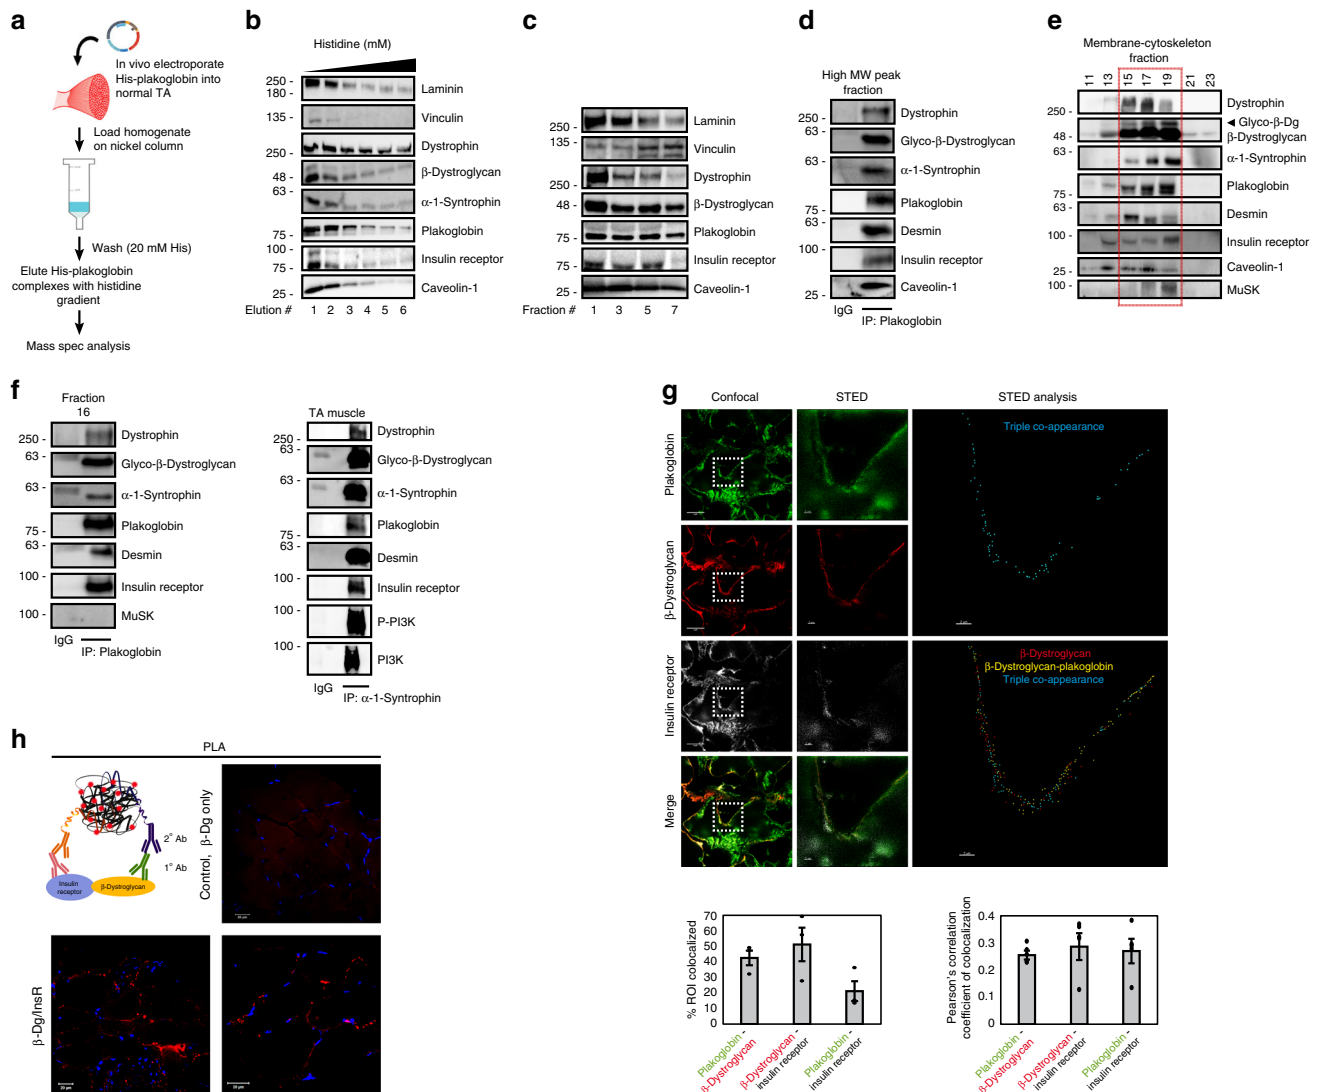 a
In vivo electroporate
His-plakoglobin into
normal TA
Load homogenate
on nickel column
Wash (20 mM His)
Elute His-plakoglobin
complexes with histidine
gradient
Mass spec analysis
b
Histidine (mM)
250 -
180 -
Laminin
135 -
Vinculin
250 -
Dystrophin
48 -
β-Dystroglycan
63 -
α-1-Syntrophin
75 -
Plakoglobin
100 -
75 -
Insulin receptor
25 -
Caveolin-1
Elution # 1 2 3 4 5 6
c
250 -
Laminin
135 -
Vinculin
250 -
Dystrophin
48 -
β-Dystroglycan
75 -
Plakoglobin
75 -
Insulin receptor
25 -
Caveolin-1
Fraction # 1 3 5 7
d
High MW peak
fraction
250 -
Dystrophin
63 -
Glyco-β-Dystroglycan
63 -
α-1-Syntrophin
75 -
Plakoglobin
63 -
Desmin
100 -
Insulin receptor
25 -
Caveolin-1
IgG
IP: Plakoglobin
e
Membrane-cytoskeleton
fraction
11 13 15 17 19 21 23
250 -
Dystrophin
Glyco-β-Dg
48 -
β-Dystroglycan
63 -
α-1-Syntrophin
75 -
Plakoglobin
63 -
Desmin
100 -
Insulin receptor
25 -
Caveolin-1
100 -
MuSK
f
Fraction
16
250 -
Dystrophin
63 -
Glyco-β-Dystroglycan
63 -
α-1-Syntrophin
75 -
Plakoglobin
63 -
Desmin
100 -
Insulin receptor
100 -
MuSK
IgG
IP: Plakoglobin
TA muscle
250 -
Dystrophin
63 -
Glyco-β-Dystroglycan
63 -
α-1-Syntrophin
75 -
Plakoglobin
63 -
Desmin
100 -
Insulin receptor
100 -
P-PI3K
100 -
PI3K
IgG
IP: α-1-Syntrophin
g
Confocal
STED
STED analysis
Plakoglobin
β-Dystroglycan
Insulin receptor
Merge
Triple co-appearance
β-Dystroglycan
β-Dystroglycan-plakoglobin
Triple co-appearance
% ROI colocalized
70
60
50
40
30
20
10
0
Plakoglobin -
β-Dystroglycan
β-Dystroglycan -
insulin receptor
Plakoglobin -
insulin receptor
Pearson's correlation
coefficient of colocalization
0.4
0.3
0.2
0.1
0
Plakoglobin -
β-Dystroglycan
β-Dystroglycan -
insulin receptor
Plakoglobin -
insulin receptor
h
PLA
2° Ab
1° Ab
Insulin
receptor
β-Dystroglycan
Control, β-Dg only
β-Dg/InsR
20 μm
20 μm